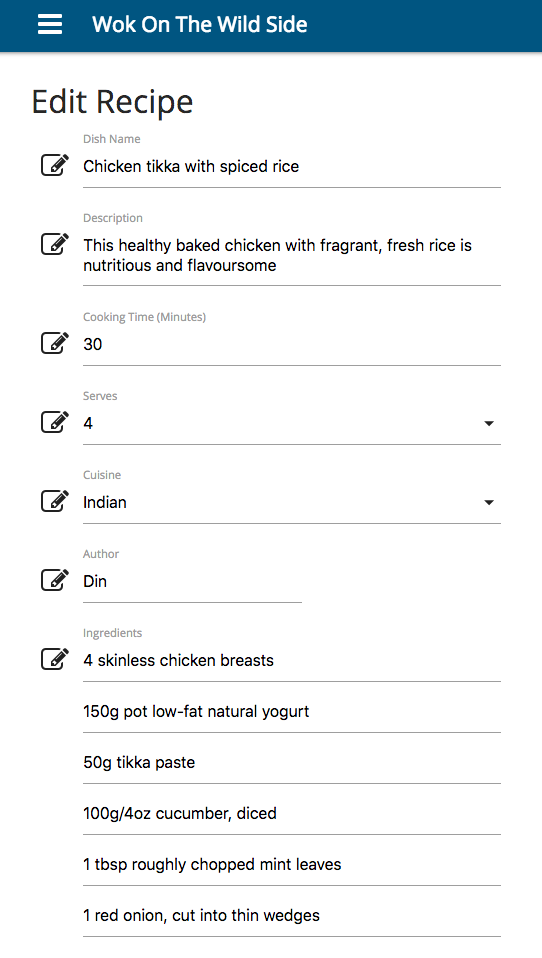 Wok On The Wild Side
Edit Recipe
Dish Name
Chicken tikka with spiced rice
Description
This healthy baked chicken with fragrant, fresh rice is
nutritious and flavoursome
Cooking Time (Minutes)
30
Serves
4
Cuisine
Indian
Author
Din
Ingredients
4 skinless chicken breasts
150g pot low-fat natural yogurt
50g tikka paste
100g/4oz cucumber, diced
1 tbsp roughly chopped mint leaves
1 red onion, cut into thin wedges